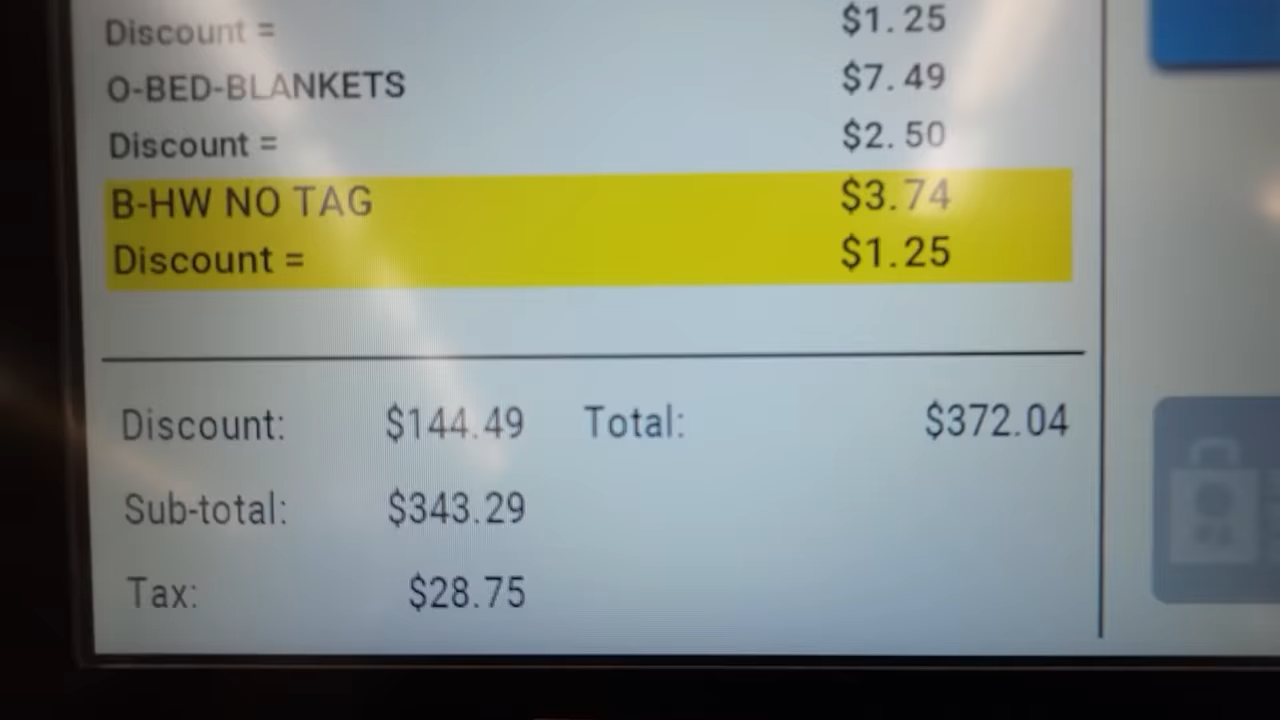 Discount = $1.25
O-BED-BLANKETS $7.49
Discount = $2.50
B-HW NO TAG $3.74
Discount = $1.25
Discount: $144.49 Total: $372.04
Sub-total: $343.29
Tax: $28.75